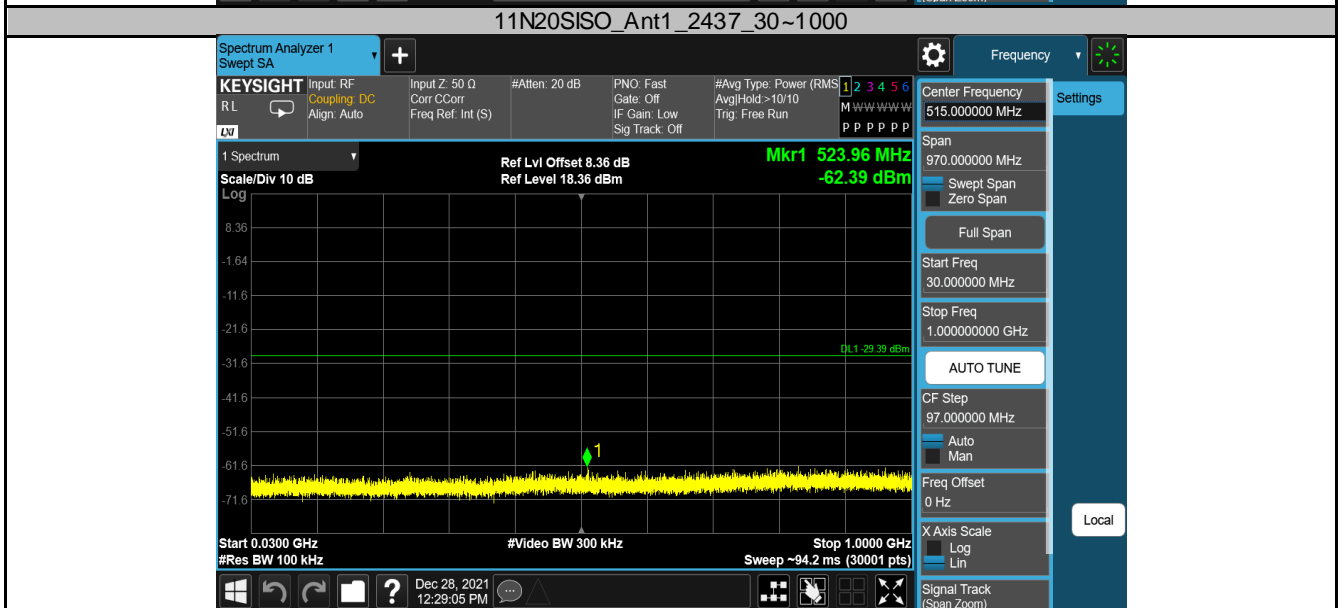 11N20SISO_Ant1_2437_30~1000
Spectrum Analyzer 1
Swept SA
+
Frequency
KEYSIGHT
RL
LXI
Input: RF
Coupling: DC
Align: Auto
Input Z: 50 Ω
Corr CCorr
Freq Ref: Int (S)
#Atten: 20 dB
PNO: Fast
Gate: Off
IF Gain: Low
Sig Track: Off
#Avg Type: Power (RMS
Avg|Hold:>10/10
Trig: Free Run
1 2 3 4 5 6
M W W W W W
P P P P P P
1 Spectrum
Scale/Div 10 dB
Ref Lvl Offset 8.36 dB
Ref Level 18.36 dBm
Mkr1 523.96 MHz
-62.39 dBm
Log
8.36
-1.64
-11.6
-21.6
DL1 -29.39 dBm
-31.6
-41.6
-51.6
1
-61.6
-71.6
Start 0.0300 GHz
#Video BW 300 kHz
Stop 1.0000 GHz
#Res BW 100 kHz
Sweep ~94.2 ms (30001 pts)
Center Frequency
515.000000 MHz
Span
970.000000 MHz
Swept Span
Zero Span
Full Span
Start Freq
30.000000 MHz
Stop Freq
1.000000000 GHz
AUTO TUNE
CF Step
97.000000 MHz
Auto
Man
Freq Offset
0 Hz
X Axis Scale
Log
Lin
Signal Track
(Span Zoom)
Settings
Local
?
Dec 28, 2021
12:29:05 PM